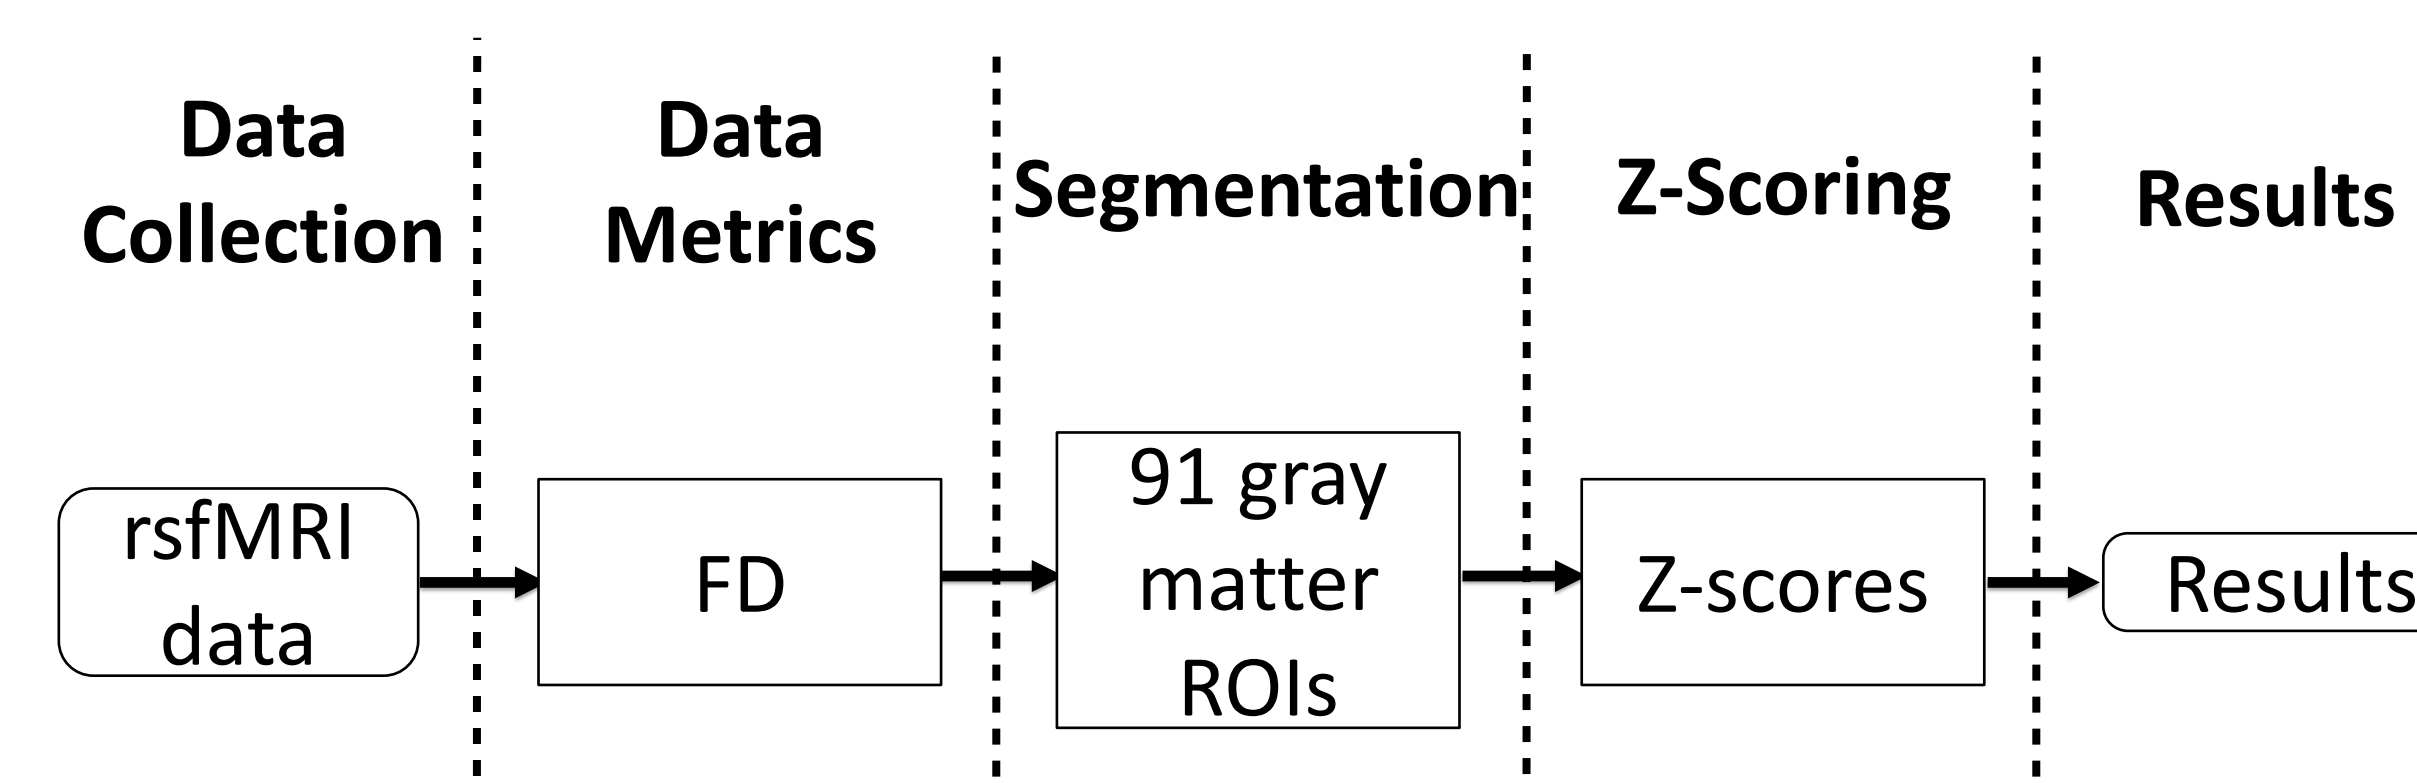 Data
Collection
Data
Metrics
Segmentation
Z-Scoring
Results
rsfMRI
data
FD
91 gray
matter
ROIs
Z-scores
Results